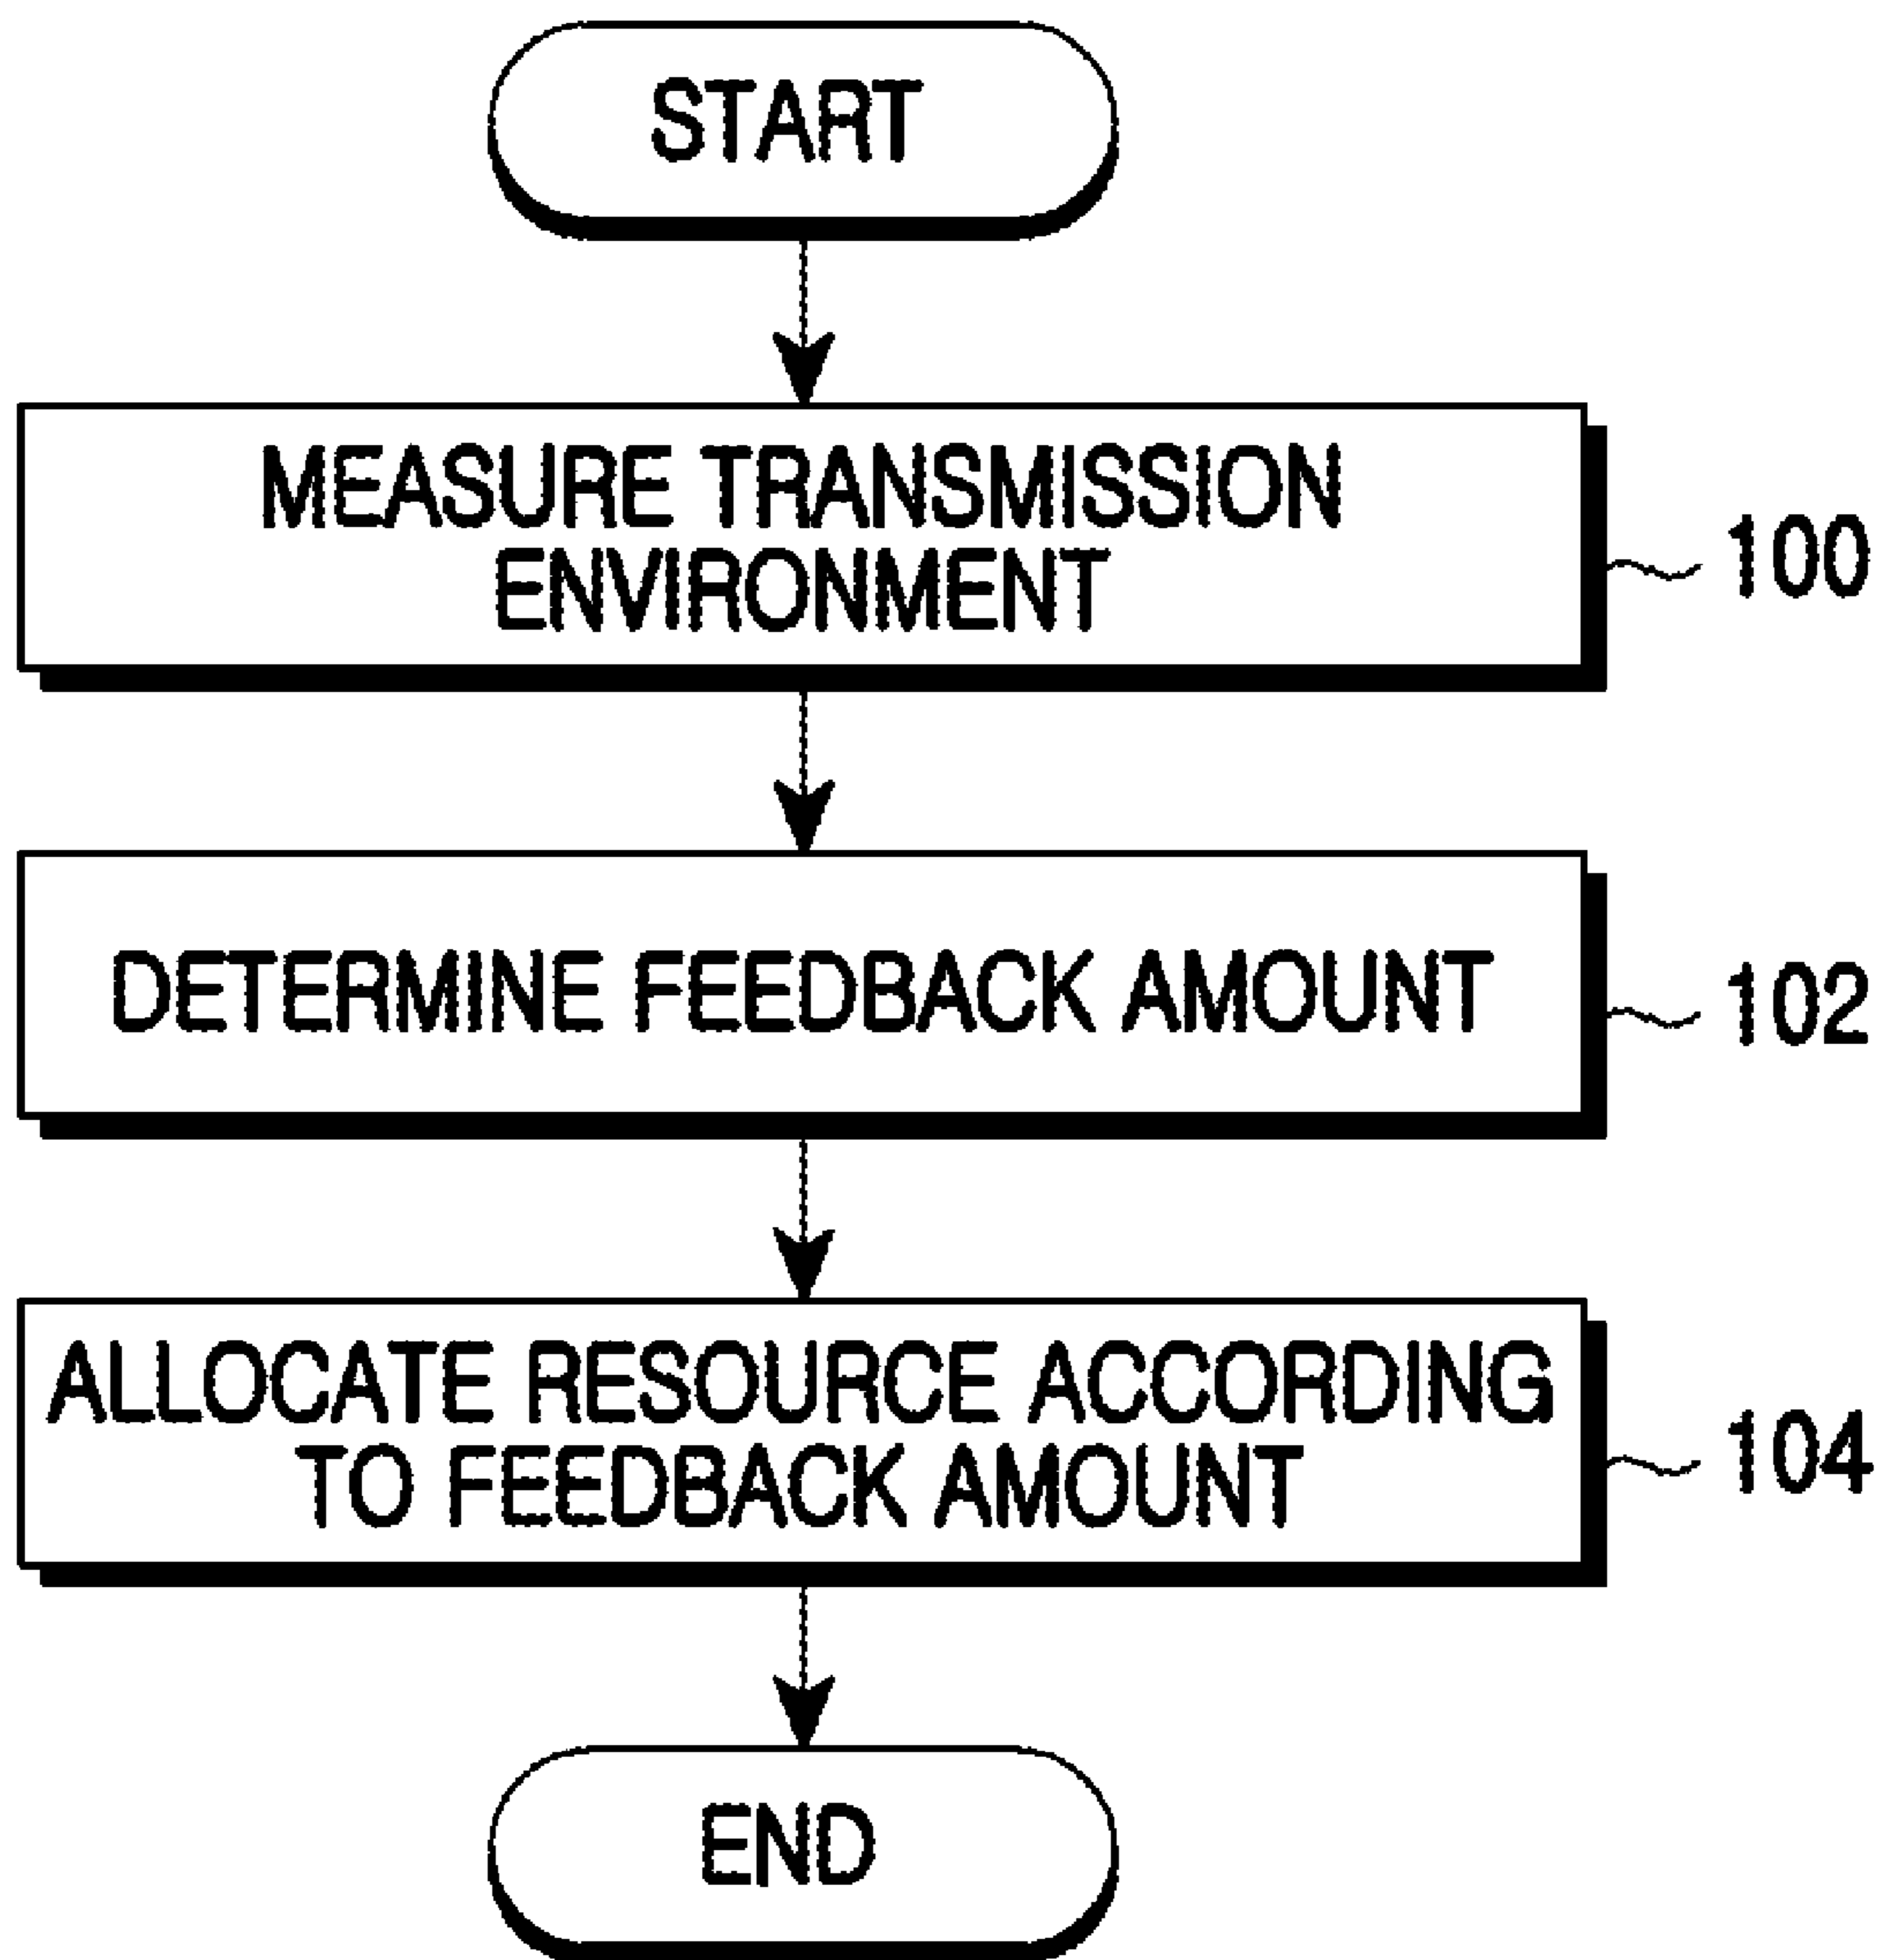 START
MEASURE TRANSMISSION
ENVIRONMENT
100
DETERMINE FEEDBACK AMOUNT
102
ALLOCATE RESOURCE ACCORDING
TO FEEDBACK AMOUNT
104
END